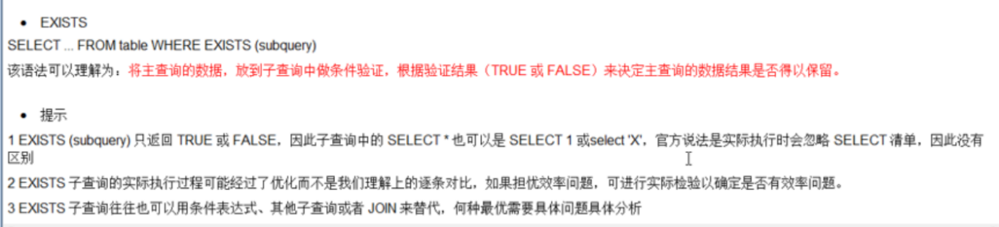 • EXISTS
SELECT ... FROM table WHERE EXISTS (subquery)
该语法可以理解为：将主查询的数据，放到子查询中做条件验证，根据验证结果（TRUE 或 FALSE）来决定主查询的数据结果是否得以保留。
• 提示
1 EXISTS (subquery) 只返回 TRUE 或 FALSE，因此子查询中的 SELECT * 也可以是 SELECT 1 或select 'X'，官方说法是实际执行时会忽略 SELECT 清单，因此没有
区别
2 EXISTS 子查询的实际执行过程可能经过了优化而不是我们理解上的逐条对比，如果担忧效率问题，可进行实际检验以确定是否有效率问题。
3 EXISTS 子查询往往也可以用条件表达式、其他子查询或者 JOIN 来替代，何种最优需要具体问题具体分析